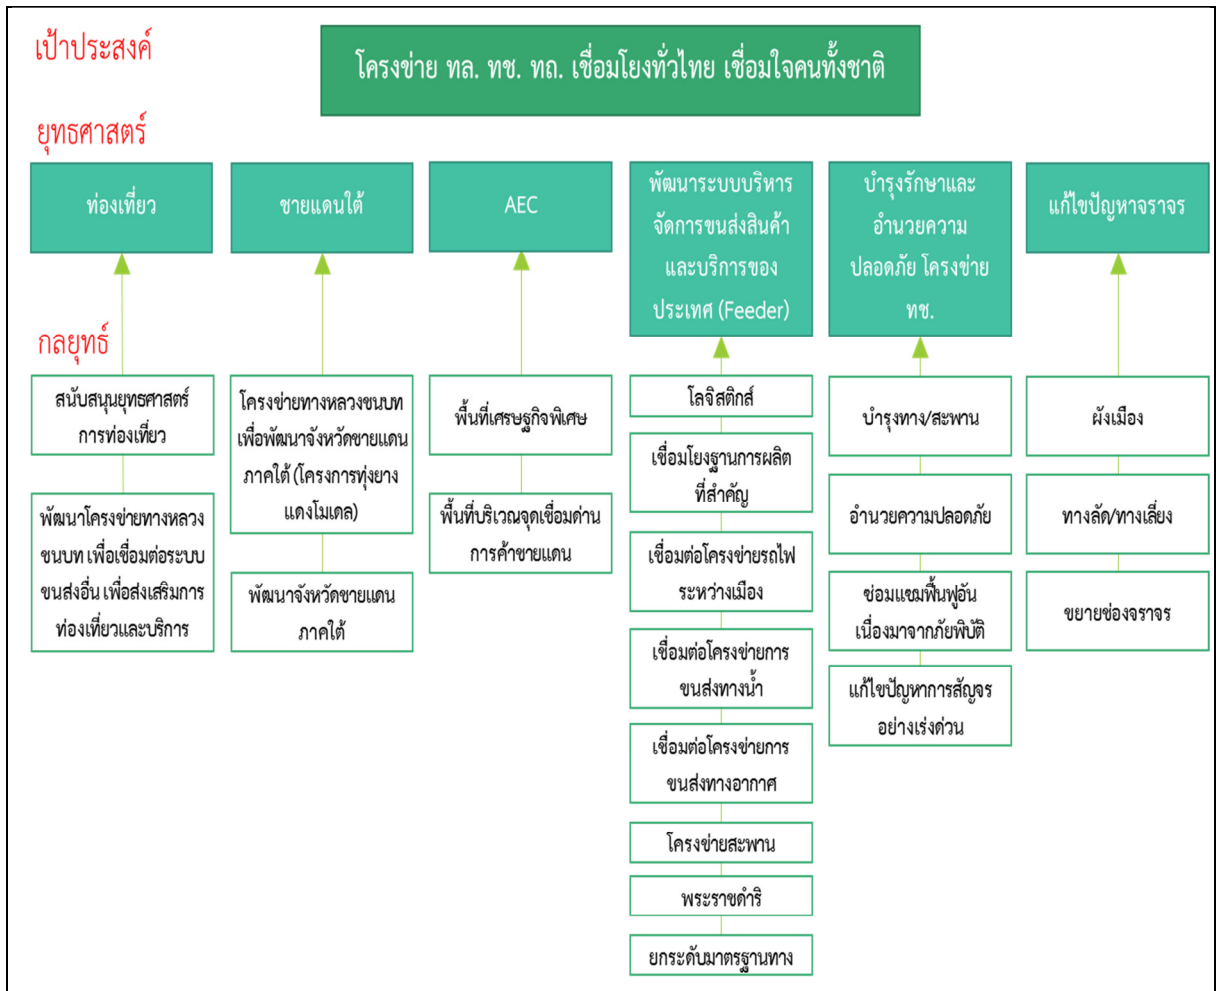 เป้าประสงค์
โครงข่าย ทล. ทช. ทถ. เชื่อมโยงทั่วไทย เชื่อมใจคนทั้งชาติ
ยุทธศาสตร์
ท่องเที่ยว
ชายแดนใต้
AEC
พัฒนาระบบบริหาร
จัดการขนส่งสินค้า
และบริการของ
ประเทศ (Feeder)
บำรุงรักษาและ
อำนวยความ
ปลอดภัย โครงข่าย
ทช.
แก้ไขปัญหาจราจร
กลยุทธ์
สนับสนุนยุทธศาสตร์
การท่องเที่ยว
พัฒนาโครงข่ายทางหลวง
ชนบท เพื่อเชื่อมต่อระบบ
ขนส่งอื่น เพื่อส่งเสริมการ
ท่องเที่ยวและบริการ
โครงข่ายทางหลวงชนบท
เพื่อพัฒนาจังหวัดชายแดน
ภาคใต้ (โครงการทุ่งยาง
แดงโมเดล)
พัฒนาจังหวัดชายแดน
ภาคใต้
พื้นที่เศรษฐกิจพิเศษ
พื้นที่บริเวณจุดเชื่อมด่าน
การค้าชายแดน
โลจิสติกส์
เชื่อมโยงฐานการผลิต
ที่สำคัญ
เชื่อมต่อโครงข่ายรถไฟ
ระหว่างเมือง
เชื่อมต่อโครงข่ายการ
ขนส่งทางน้ำ
เชื่อมต่อโครงข่ายการ
ขนส่งทางอากาศ
โครงข่ายสะพาน
พระราชดำริ
ยกระดับมาตรฐานทาง
บำรุงทาง/สะพาน
อำนวยความปลอดภัย
ซ่อมแซมฟื้นฟูอัน
เนื่องมาจากภัยพิบัติ
แก้ไขปัญหาการสัญจร
อย่างเร่งด่วน
ผังเมือง
ทางลัด/ทางเลี่ยง
ขยายช่องจราจร